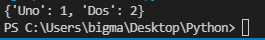 {'Uno': 1, 'Dos': 2}
PS C:\Users\bigma\Desktop\Python>